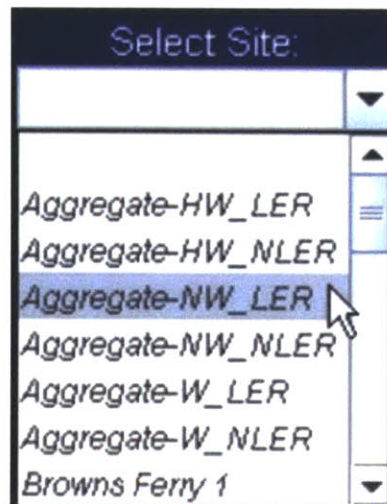 Select Site:
Aggregate-HW_LER
Aggregate-HW_NLER
Aggregate-NW_LER
Aggregate-NW_NLER
Aggregate-W_LER
Aggregate-W_NLER
Browns Ferry 1